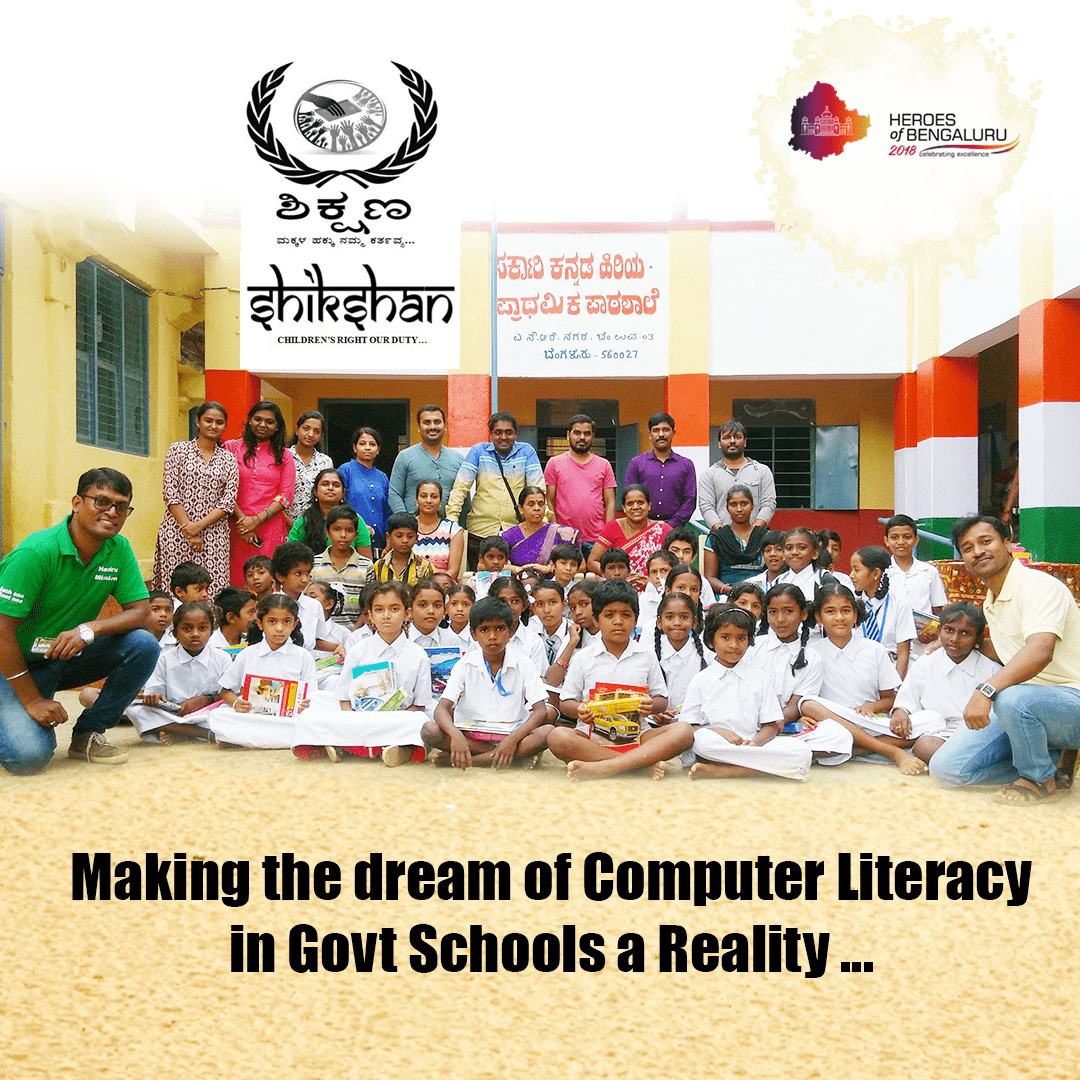 ಶಿಕ್ಷಣ
ಮಕ್ಕಳ ಹಕ್ಕು ನಮ್ಮ ಕರ್ತವ್ಯ...
Shikshan
CHILDREN'S RIGHT OUR DUTY...
HEROES
of BENGALURU
2018 celebrating excellence
ಸರ್ಕಾರಿ ಕನ್ನಡ ಹಿರಿಯ
ಪ್ರಾಥಮಿಕ ಪಾಠಶಾಲೆ
ನಗರ
ಬೆಂಗಳೂರು - 560027
Making the dream of Computer Literacy
in Govt Schools a Reality ...